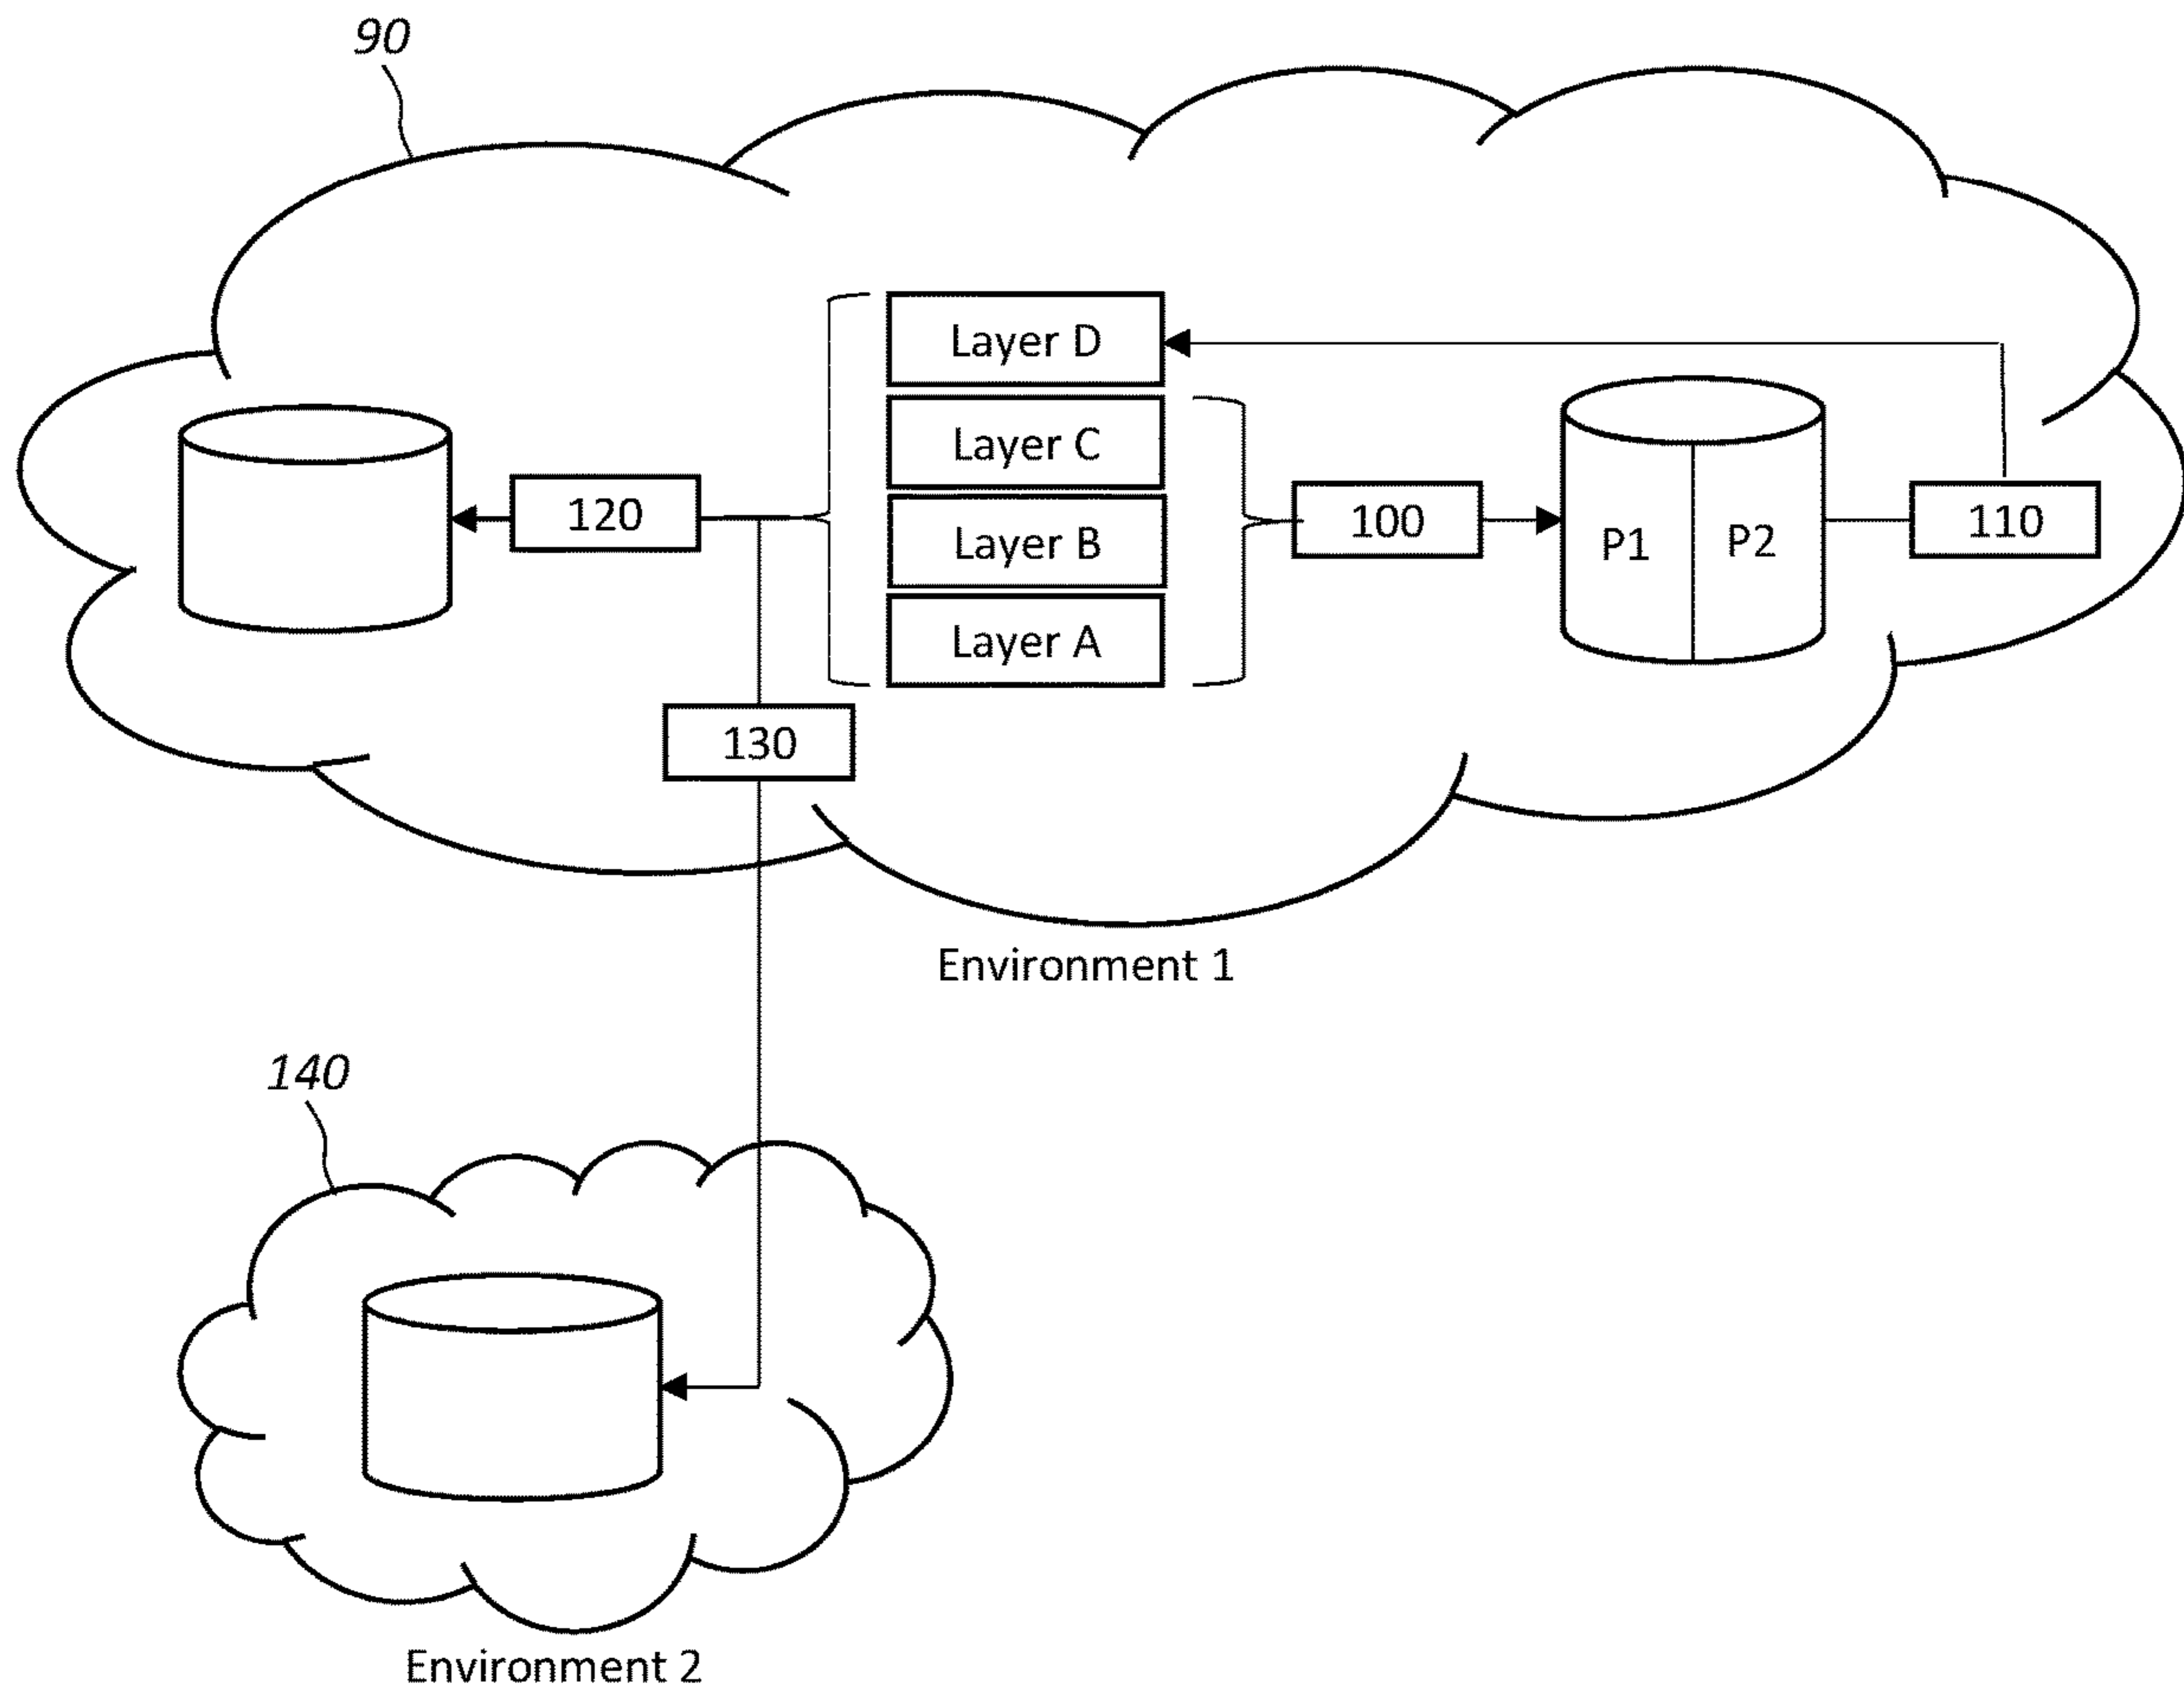 90
Layer D
Layer C
120
Layer B
100
P1
P2
110
Layer A
130
Environment 1
140
Environment 2